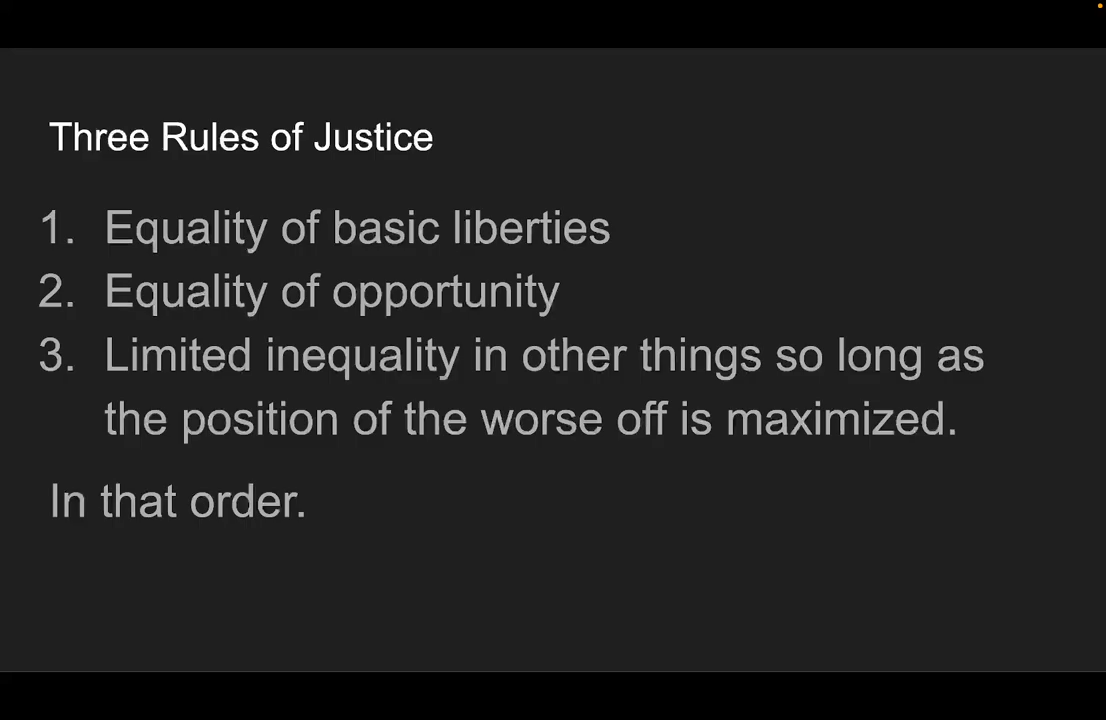 Three Rules of Justice
1. Equality of basic liberties
2. Equality of opportunity
3. Limited inequality in other things so long as
the position of the worse off is maximized.
In that order.